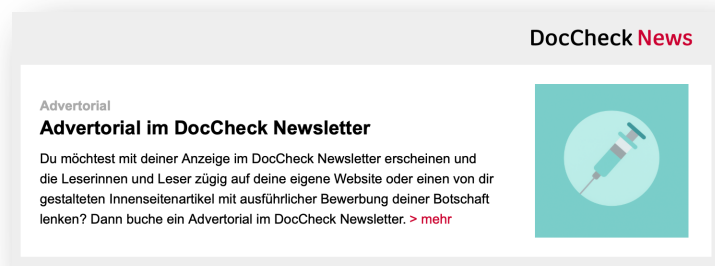 DocCheck News
Advertorial
Advertorial im DocCheck Newsletter
Du möchtest mit deiner Anzeige im DocCheck Newsletter erscheinen und
die Leserinnen und Leser zügig auf deine eigene Website oder einen von dir
gestalteten Innenseitenartikel mit ausführlicher Bewerbung deiner Botschaft
lenken? Dann buche ein Advertorial im DocCheck Newsletter. > mehr